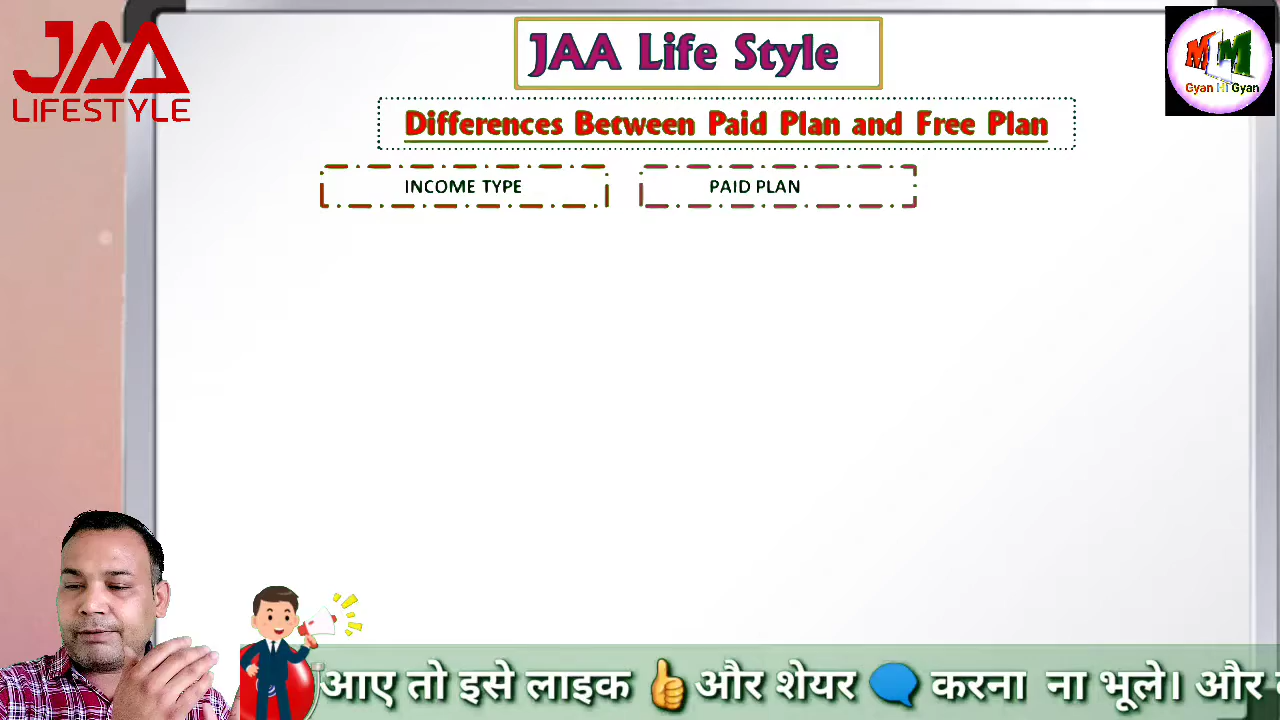 JAA
LIFESTYLE
JAA Life Style
MM
Gyan Hi Gyan
Differences Between Paid Plan and Free Plan
INCOME TYPE
PAID PLAN
आए तो इसे लाइक 👍 और शेयर 🗨 करना ना भूले। और